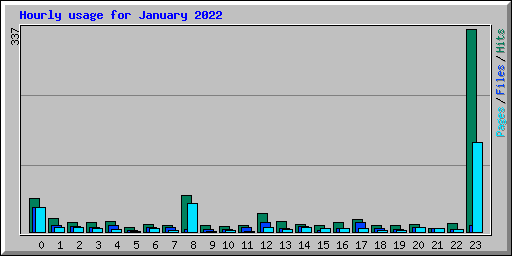 Hourly usage for January 2022
337
Pages/Files/Hits
0 1 2 3 4 5 6 7 8 9 10 11 12 13 14 15 16 17 18 19 20 21 22 23